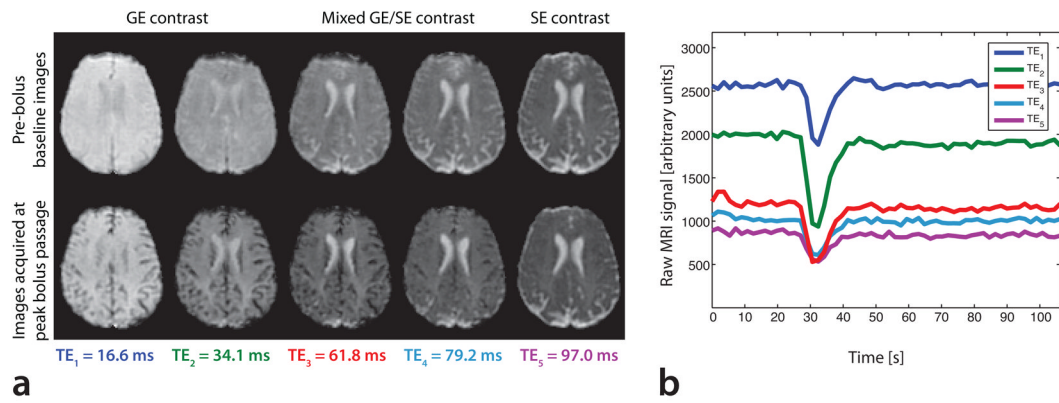 GE contrast
Mixed GE/SE contrast
SE contrast
Pre-bolus
baseline images
Images acquired at
peak bolus passage
TE₁ = 16.6 ms
TE₂ = 34.1 ms
TE₃ = 61.8 ms
TE₄ = 79.2 ms
TE₅ = 97.0 ms
a
Raw MRI signal [arbitrary units]
3000
2500
2000
1500
1000
500
TE₁
TE₂
TE₃
TE₄
TE₅
0 10 20 30 40 50 60 70 80 90 100
Time [s]
b